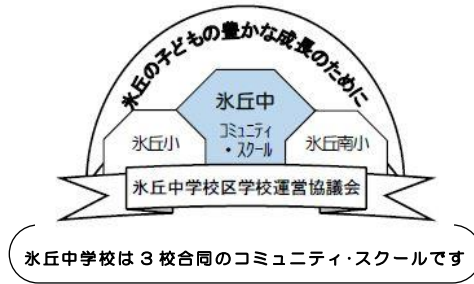 氷丘の子どもの豊かな成長のために
氷丘中
コミュニティ
・スクール
氷丘小
氷丘南小
氷丘中学校区学校運営協議会
氷丘中学校は3校合同のコミュニティ・スクールです